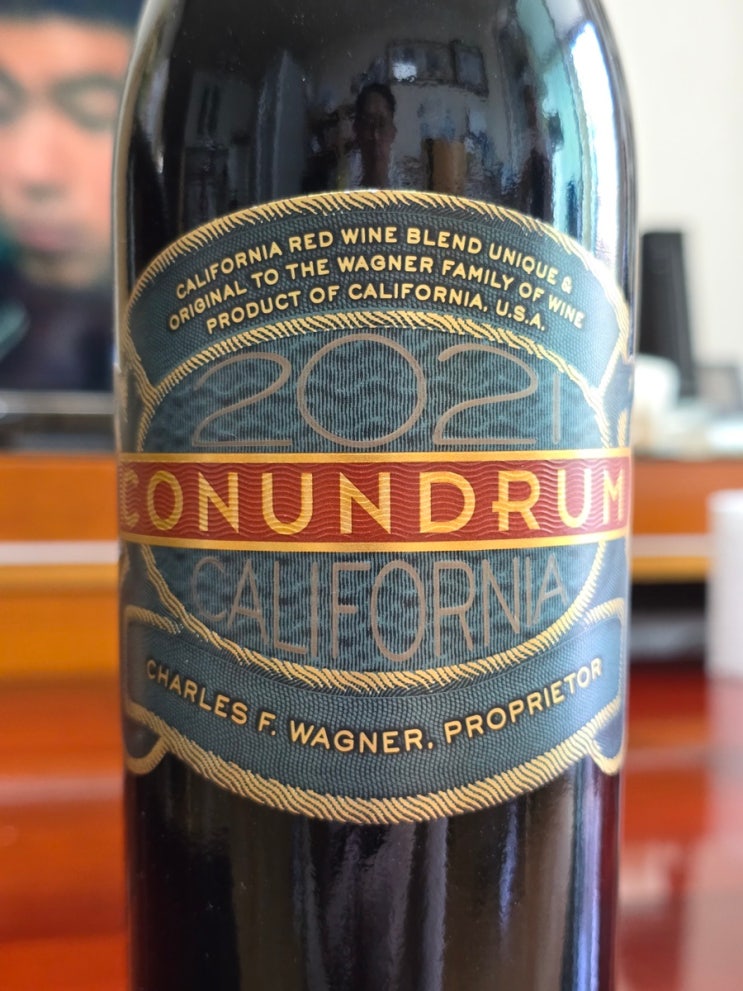 CALIFORNIA RED WINE BLEND UNIQUE &
ORIGINAL TO THE WAGNER FAMILY OF WINE
PRODUCT OF CALIFORNIA, U.S.A.
2021
CONUNDRUM
CALIFORNIA
CHARLES F. WAGNER, PROPRIETOR